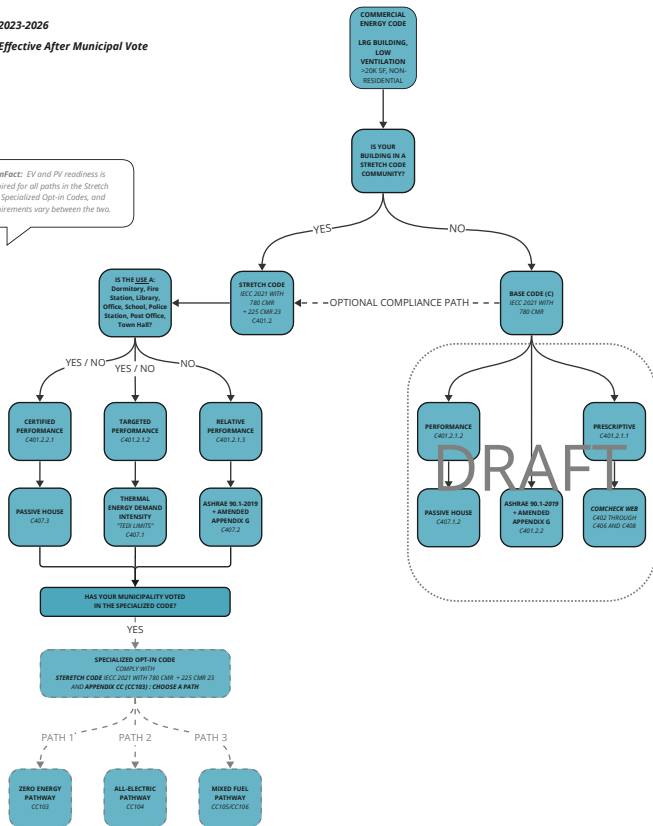 2023-2026
Effective After Municipal Vote
COMMERCIAL
ENERGY CODE
LRG BUILDING,
LOW
VENTILATION
>20K SF, NON-
RESIDENTIAL
IS YOUR
BUILDING IN A
STRETCH CODE
COMMUNITY?
mFact: EV and PV readiness is
ired for all paths in the Stretch
Specialized Opt-in Codes, and
irements vary between the two.
YES
NO
IS THE USE A:
Dormitory, Fire
Station, Library,
Office, School, Police
Station, Post Office,
Town Hall?
STRETCH CODE
IECC 2021 WITH
780 CMR
+ 225 CMR 23
C401.2
OPTIONAL COMPLIANCE PATH
BASE CODE (C)
IECC 2021 WITH
780 CMR
YES / NO
YES / NO
NO
CERTIFIED
PERFORMANCE
C401.2.2.1
TARGETED
PERFORMANCE
C401.2.1.2
RELATIVE
PERFORMANCE
C401.2.1.3
PERFORMANCE
C401.2.1.2
PRESCRIPTIVE
C401.2.1.1
DRAFT
PASSIVE HOUSE
C407.3
THERMAL
ENERGY DEMAND
INTENSITY
"TEDI LIMITS"
C407.1
ASHRAE 90.1-2019
+ AMENDED
APPENDIX G
C407.2
PASSIVE HOUSE
C407.1.2
ASHRAE 90.1-2019
+ AMENDED
APPENDIX G
C401.2.2
COMCHECK WEB
C402 THROUGH
C406 AND C408
HAS YOUR MUNICIPALITY VOTED
IN THE SPECIALIZED CODE?
YES
SPECIALIZED OPT-IN CODE
COMPLY WITH
STERETCH CODE IECC 2021 WITH 780 CMR + 225 CMR 23
AND APPENDIX CC (CC103) : CHOOSE A PATH
PATH 1
PATH 2
PATH 3
ZERO ENERGY
PATHWAY
CC103
ALL-ELECTRIC
PATHWAY
CC104
MIXED FUEL
PATHWAY
CC105/CC106